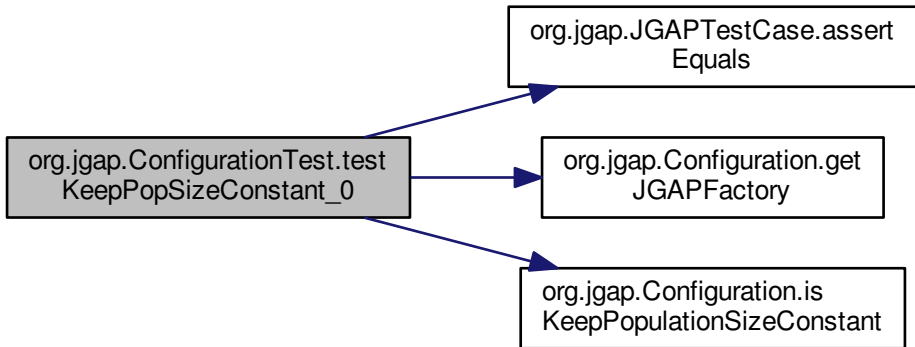 org.jgap.ConfigurationTest.test
KeepPopSizeConstant_0
org.jgap.JGAPTestCase.assert
Equals
org.jgap.Configuration.get
JGAPFactory
org.jgap.Configuration.is
KeepPopulationSizeConstant